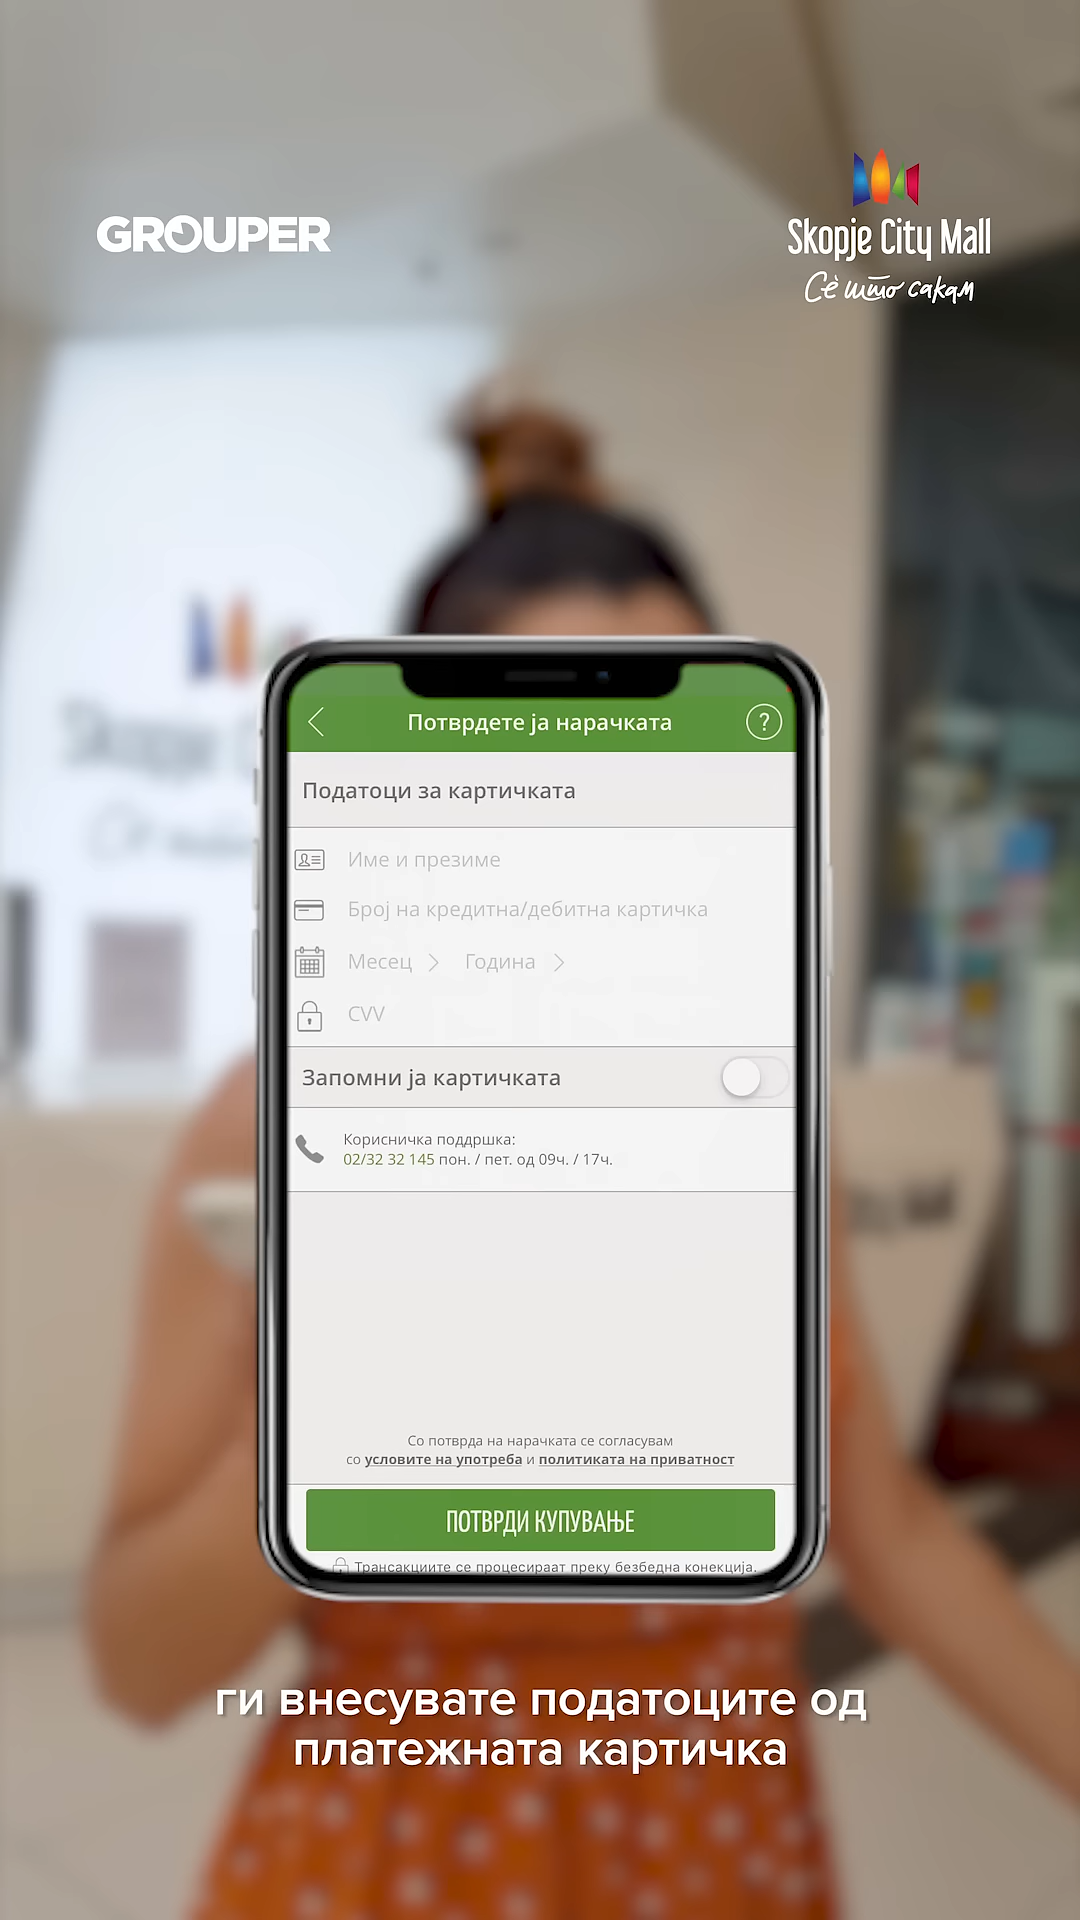 GROUPER
Skopje City Mall
Сѐ што сакам
Потврдете ја нарачката
?
Податоци за картичката
Име и презиме
Број на кредитна/дебитна картичка
Месец > Година >
CVV
Запомни ја картичката
Корисничка поддршка:
02/32 32 145 пон. / пет. од 09ч. / 17ч.
Со потврда на нарачката се согласувам
со условите на употреба и политиката на приватност
ПОТВРДИ КУПУВАЊЕ
Трансакциите се процесираат преку безбедна конекција.
ги внесувате податоците од
платежната картичка